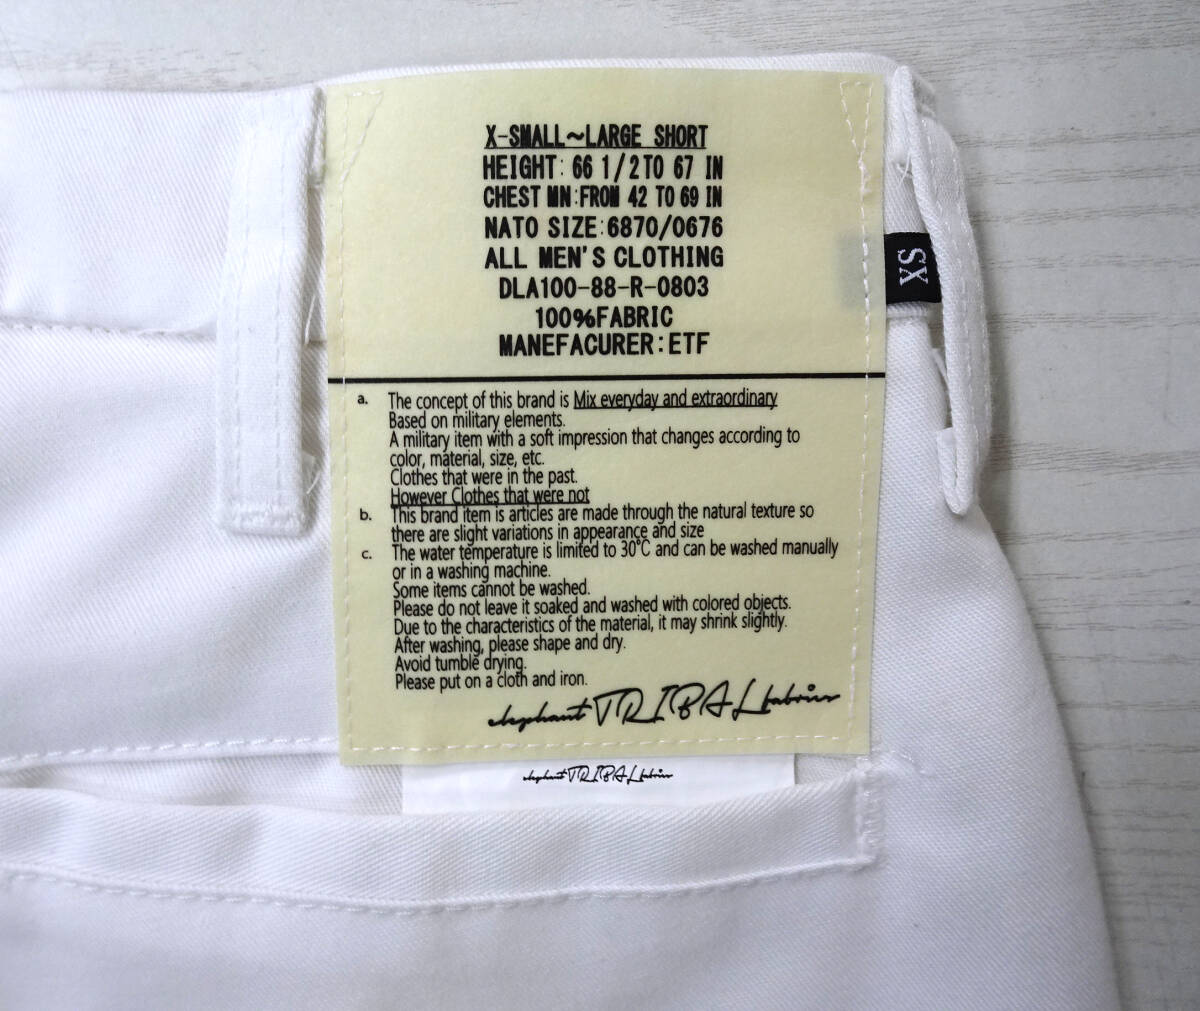 X-SMALL~LARGE SHORT
HEIGHT: 66 1/2 TO 67 IN
CHEST MN:FROM 42 TO 69 IN
NATO SIZE:6870/0676
ALL MEN'S CLOTHING
DLA100-88-R-0803
100%FABRIC
MANEFACURER:ETF
XS
a. The concept of this brand is Mix everyday and extraordinary
Based on military elements.
A military item with a soft impression that changes according to
color, material, size, etc.
Clothes that were in the past.
However Clothes that were not
b. This brand item is articles are made through the natural texture so
there are slight variations in appearance and size
c. The water temperature is limited to 30°C and can be washed manually
or in a washing machine.
Some items cannot be washed.
Please do not leave it soaked and washed with colored objects.
Due to the characteristics of the material, it may shrink slightly.
After washing, please shape and dry.
Avoid tumble drying.
Please put on a cloth and iron.
elephant TRIBAL fabrics
elephant TRIBAL fabrics